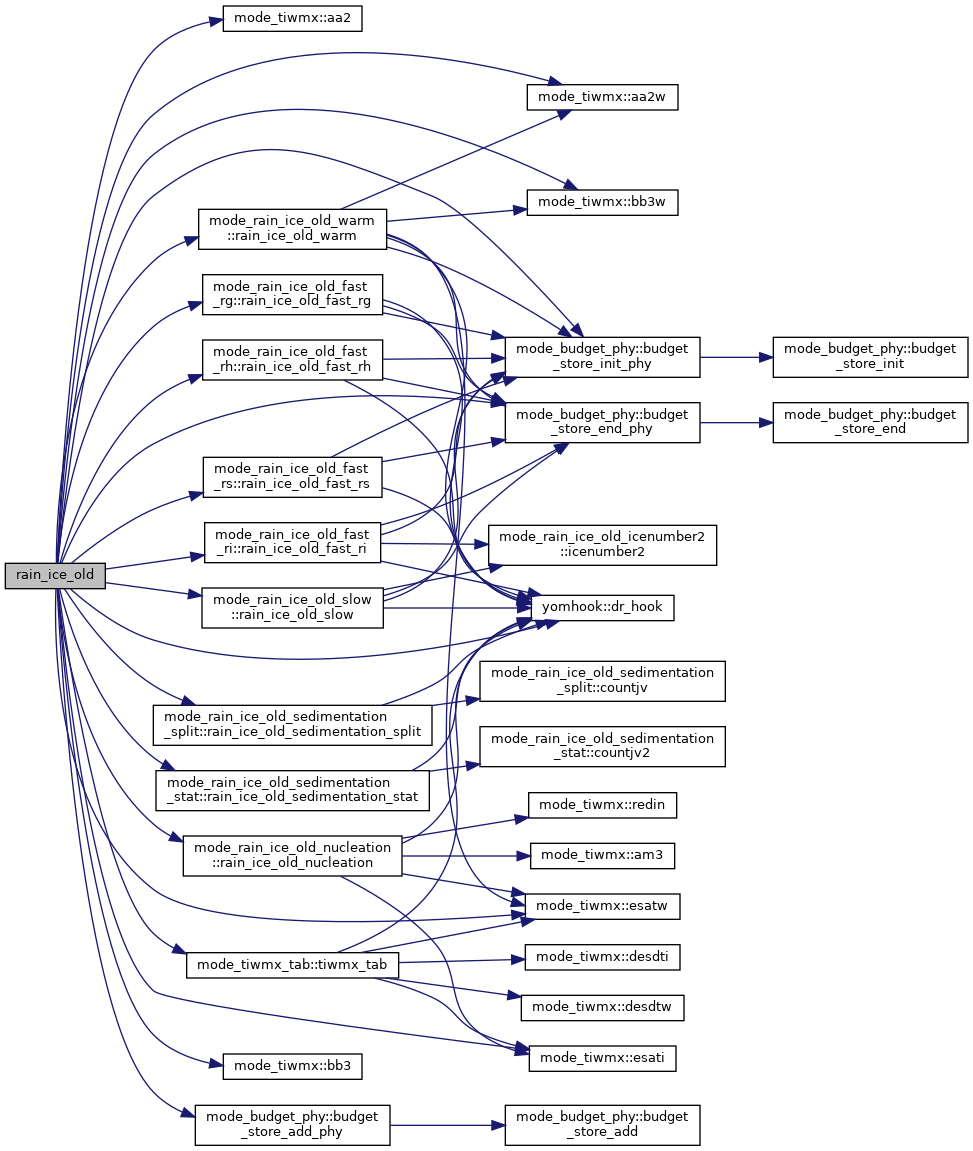 mode_tiwmx::aa2
mode_tiwmx::aa2w
mode_tiwmx::bb3w
mode_rain_ice_old_warm
::rain_ice_old_warm
mode_rain_ice_old_fast
_rg::rain_ice_old_fast_rg
mode_rain_ice_old_fast
_rh::rain_ice_old_fast_rh
mode_budget_phy::budget
_store_init_phy
mode_budget_phy::budget
_store_init
mode_budget_phy::budget
_store_end_phy
mode_budget_phy::budget
_store_end
mode_rain_ice_old_fast
_rs::rain_ice_old_fast_rs
mode_rain_ice_old_fast
_ri::rain_ice_old_fast_ri
mode_rain_ice_old_icenumber2
::icenumber2
rain_ice_old
mode_rain_ice_old_slow
::rain_ice_old_slow
yomhook::dr_hook
mode_rain_ice_old_sedimentation
_split::countjv
mode_rain_ice_old_sedimentation
_split::rain_ice_old_sedimentation_split
mode_rain_ice_old_sedimentation
_stat::countjv2
mode_rain_ice_old_sedimentation
_stat::rain_ice_old_sedimentation_stat
mode_tiwmx::redin
mode_rain_ice_old_nucleation
::rain_ice_old_nucleation
mode_tiwmx::am3
mode_tiwmx::esatw
mode_tiwmx_tab::tiwmx_tab
mode_tiwmx::desdti
mode_tiwmx::desdtw
mode_tiwmx::esati
mode_tiwmx::bb3
mode_budget_phy::budget
_store_add_phy
mode_budget_phy::budget
_store_add